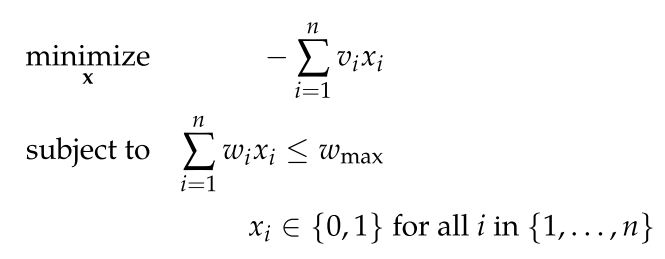 minimize x − ∑_{i=1}^{n} v_i x_i
subject to ∑_{i=1}^{n} w_i x_i ≤ w_max
x_i ∈ {0, 1} for all i in {1, . . . , n}